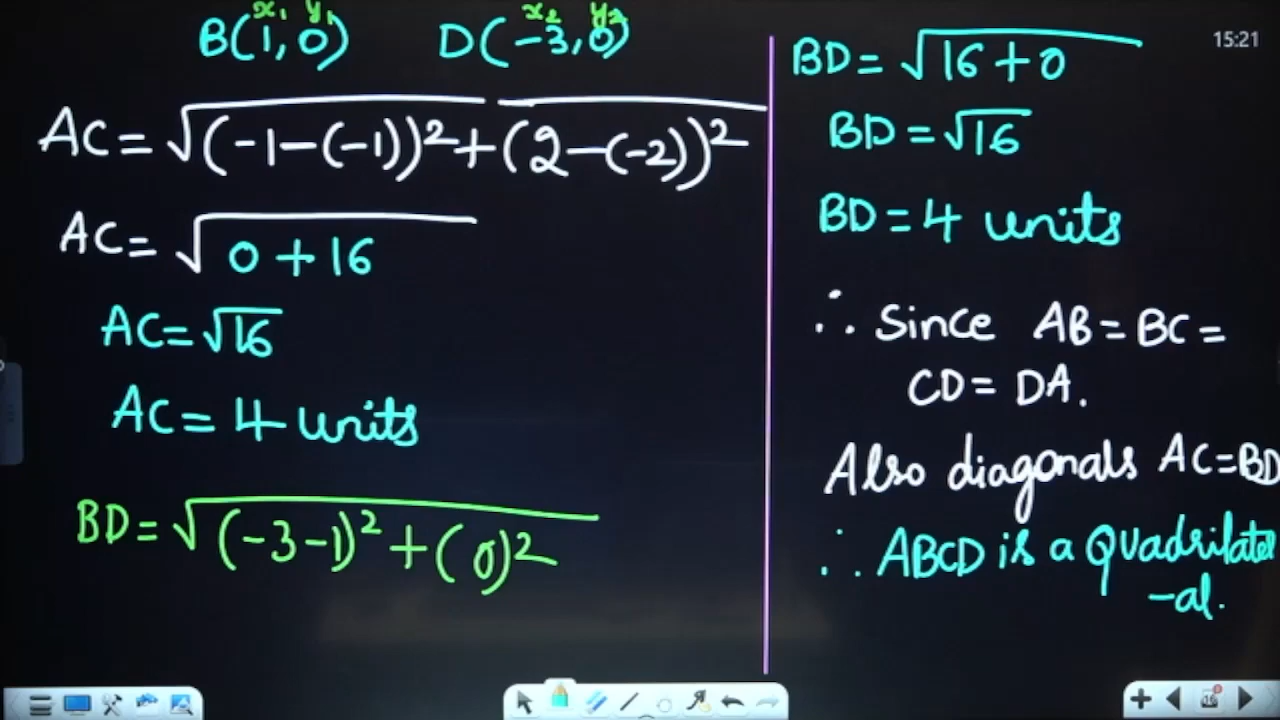 x₁ y₁ x₂ y₂
B(1, 0) D(-3, 0)
AC = √(-1-(-1))² + (2-(-2))²
AC = √0 + 16
AC = √16
AC = 4 units
BD = √(-3-1)² + (0)²
15:21
BD = √16 + 0
BD = √16
BD = 4 units
∴ Since AB = BC =
CD = DA.
Also diagonals AC = BD
∴ ABCD is a Quadrilater
-al.